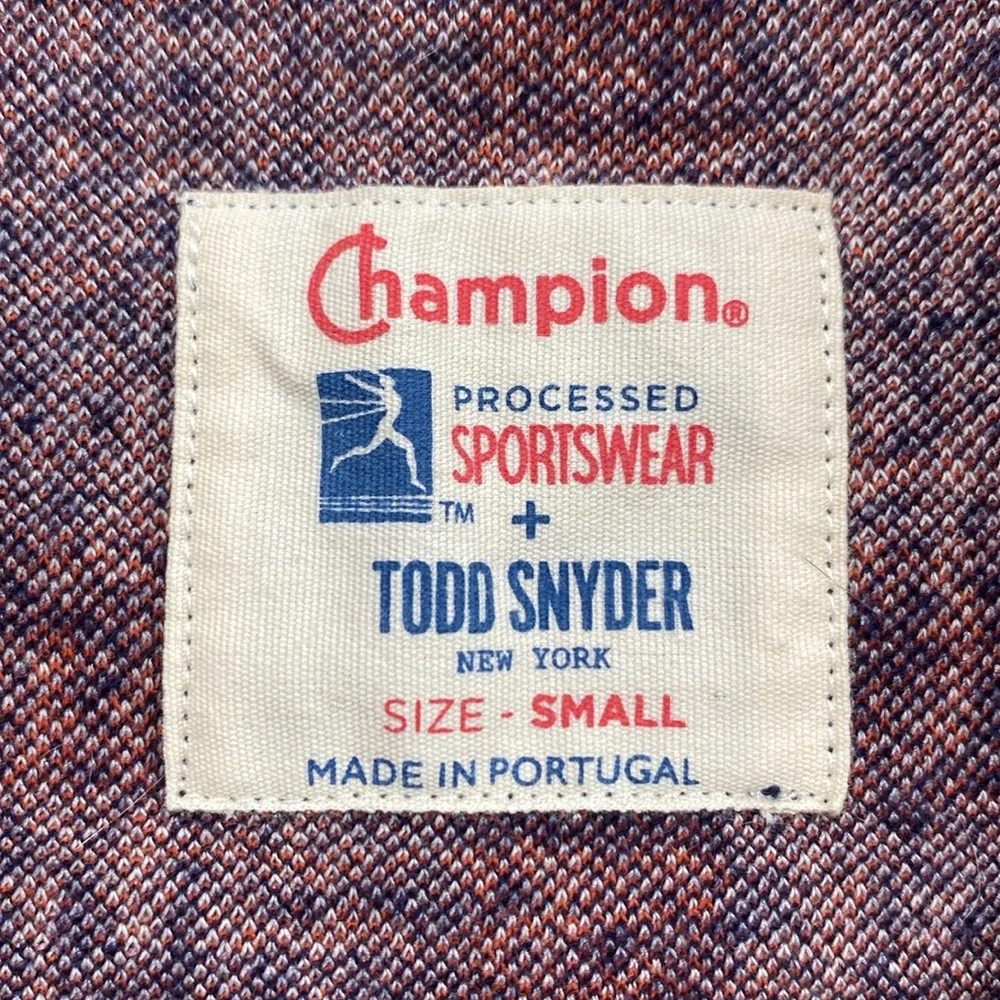 Champion®
PROCESSED
SPORTSWEAR
TM +
TODD SNYDER
NEW YORK
SIZE - SMALL
MADE IN PORTUGAL